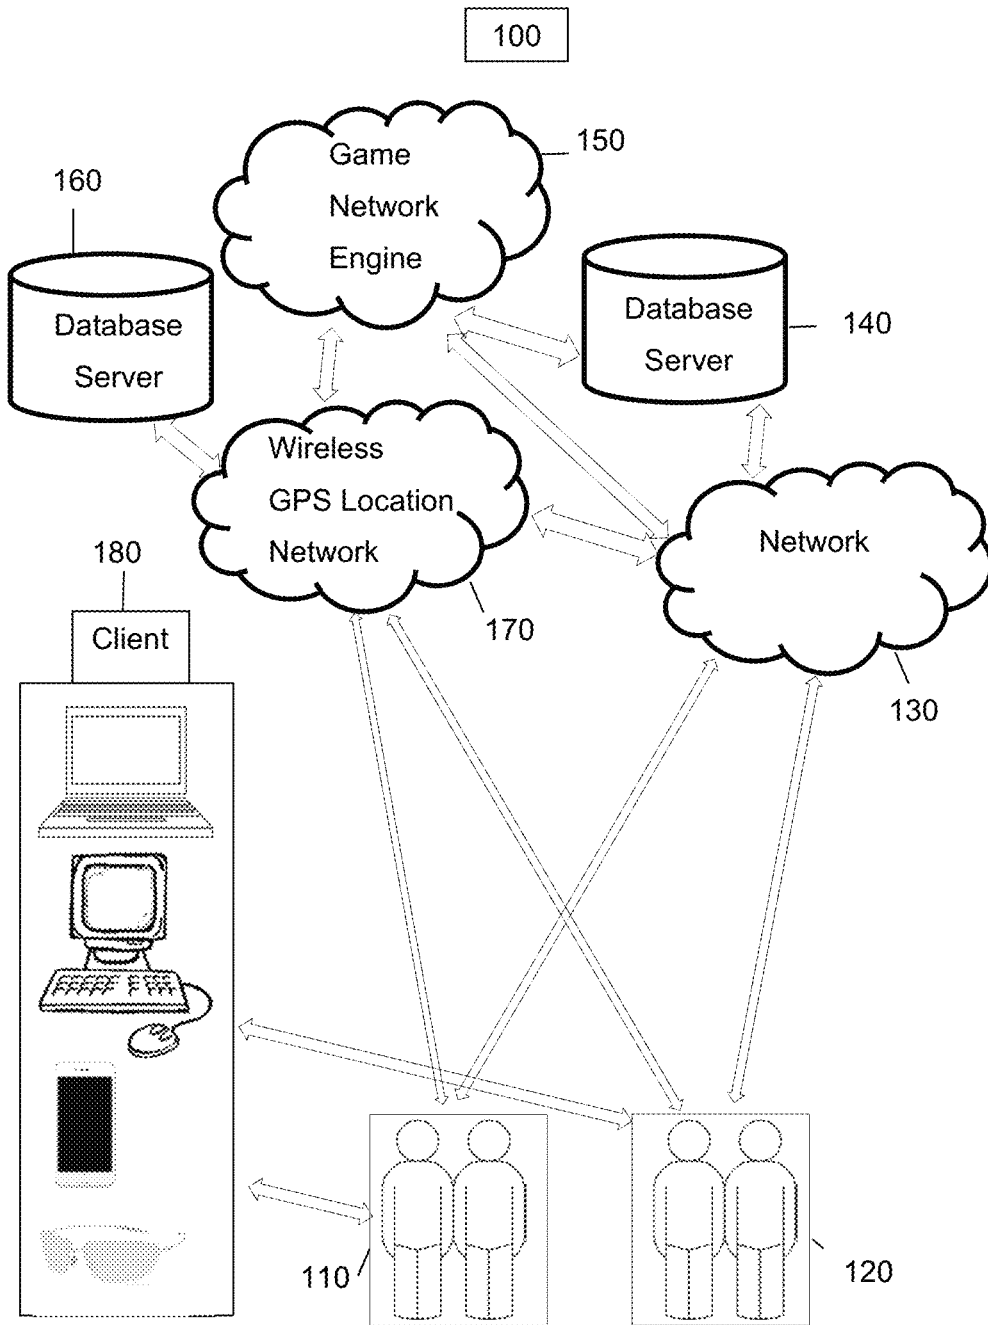 100
150
Game
Network
Engine
160
Database
Server
Database
Server
140
Wireless
GPS Location
Network
Network
180
170
Client
130
110
120